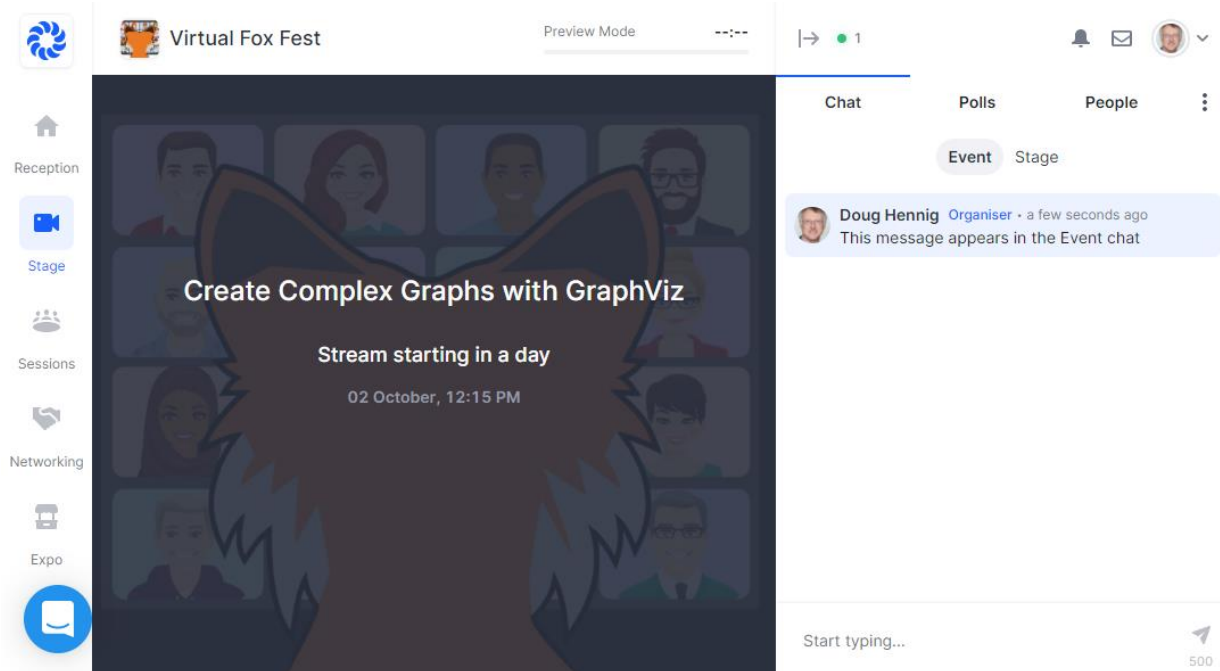 Virtual Fox Fest
Preview Mode
--:--
1
Reception
Stage
Sessions
Networking
Expo
Create Complex Graphs with GraphViz
Stream starting in a day
02 October, 12:15 PM
Chat Polls People
Event Stage
Doug Hennig Organiser • a few seconds ago
This message appears in the Event chat
Start typing...
500